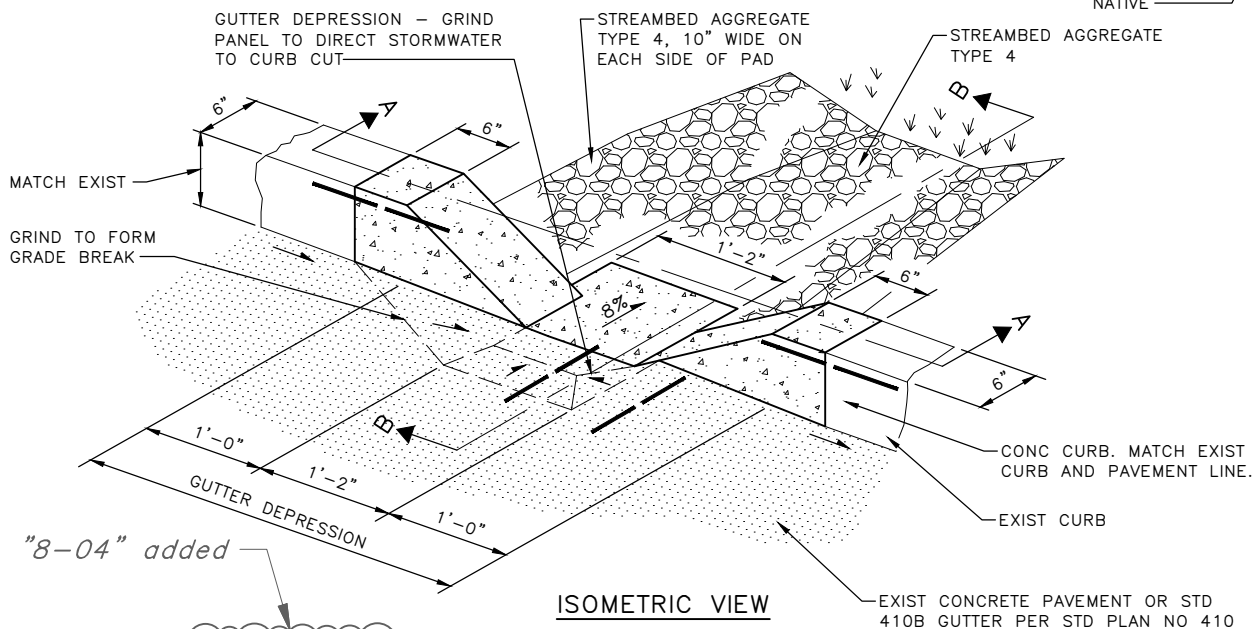 NATIVE
GUTTER DEPRESSION – GRIND
PANEL TO DIRECT STORMWATER
TO CURB CUT
STREAMBED AGGREGATE
TYPE 4, 10" WIDE ON
EACH SIDE OF PAD
STREAMBED AGGREGATE
TYPE 4
B
6"
A
6"
MATCH EXIST
GRIND TO FORM
GRADE BREAK
1'-2"
6"
8%
A
6"
B
1'-0"
1'-2"
1'-0"
GUTTER DEPRESSION
CONC CURB. MATCH EXIST
CURB AND PAVEMENT LINE.
EXIST CURB
"8-04" added
ISOMETRIC VIEW
EXIST CONCRETE PAVEMENT OR STD
410B GUTTER PER STD PLAN NO 410